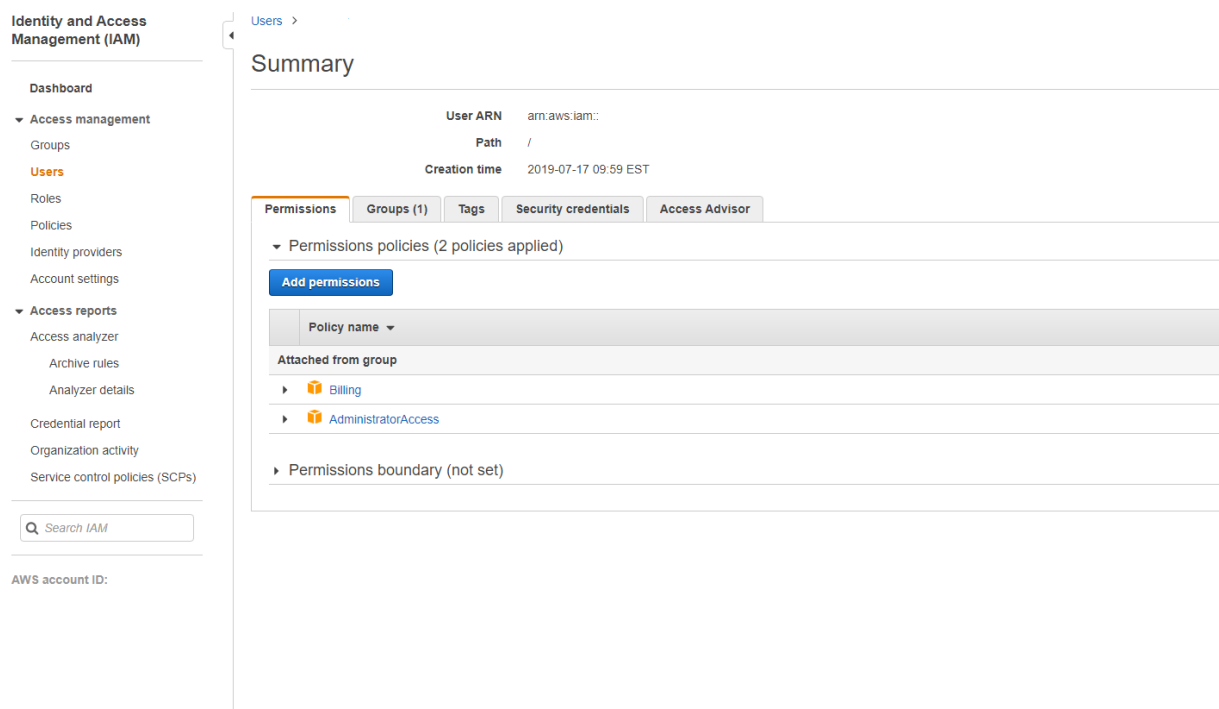 Identity and Access
Management (IAM)
Dashboard
Access management
Groups
Users
Roles
Policies
Identity providers
Account settings
Access reports
Access analyzer
Archive rules
Analyzer details
Credential report
Organization activity
Service control policies (SCPs)
Search IAM
AWS account ID:
Users >
Summary
User ARN arn:aws:iam::
Path /
Creation time 2019-07-17 09:59 EST
Permissions Groups (1) Tags Security credentials Access Advisor
Permissions policies (2 policies applied)
Add permissions
Policy name
Attached from group
Billing
AdministratorAccess
Permissions boundary (not set)